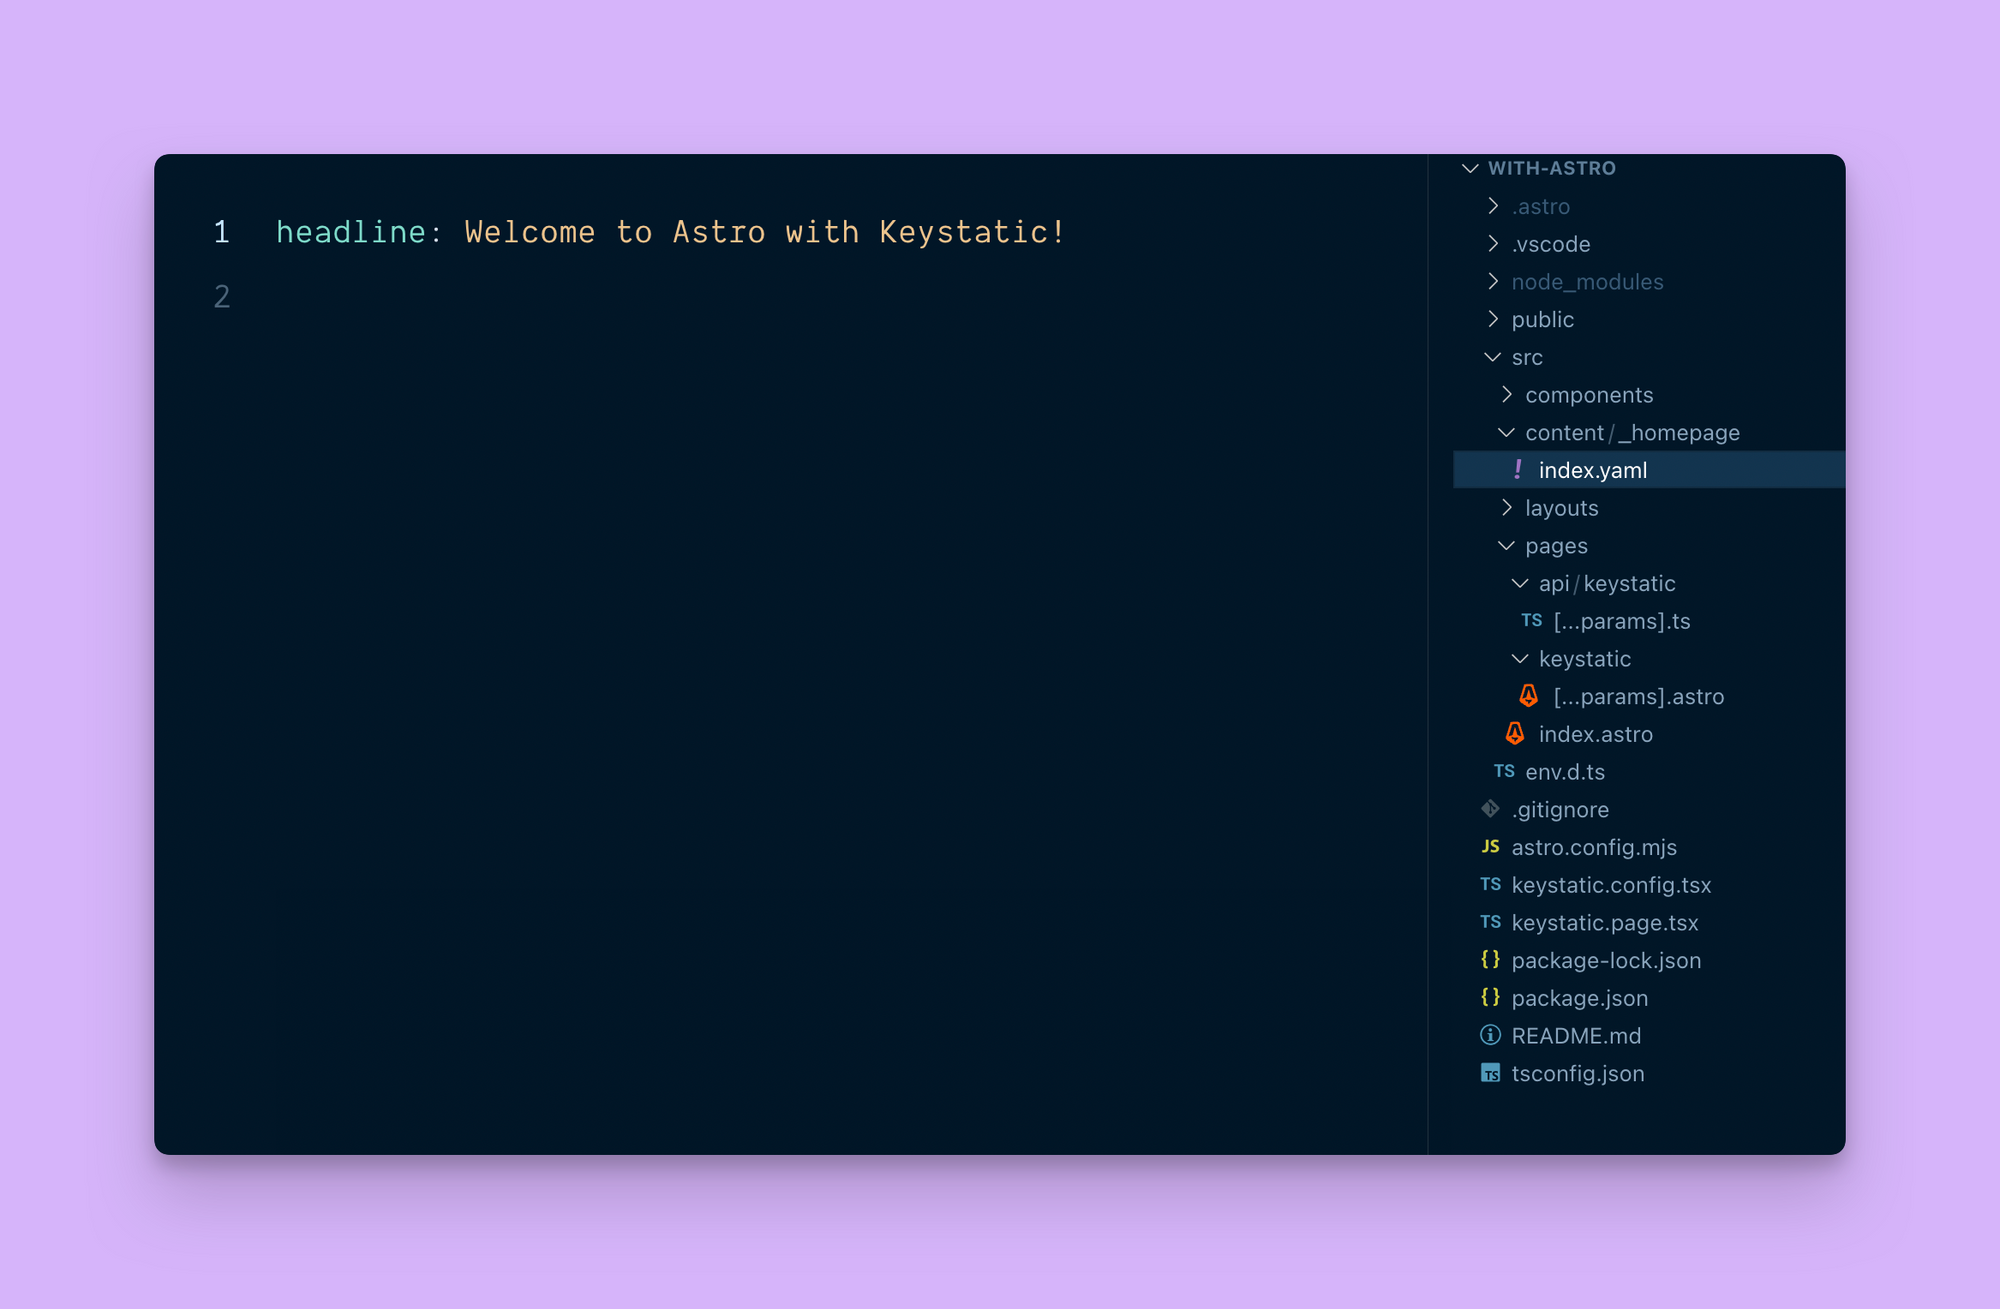 1 headline: Welcome to Astro with Keystatic!
2
WITH-ASTRO
.astro
.vscode
node_modules
public
src
components
content/_homepage
! index.yaml
layouts
pages
api/keystatic
TS [...params].ts
keystatic
[...params].astro
index.astro
TS env.d.ts
.gitignore
JS astro.config.mjs
TS keystatic.config.tsx
TS keystatic.page.tsx
{} package-lock.json
{} package.json
README.md
TS tsconfig.json